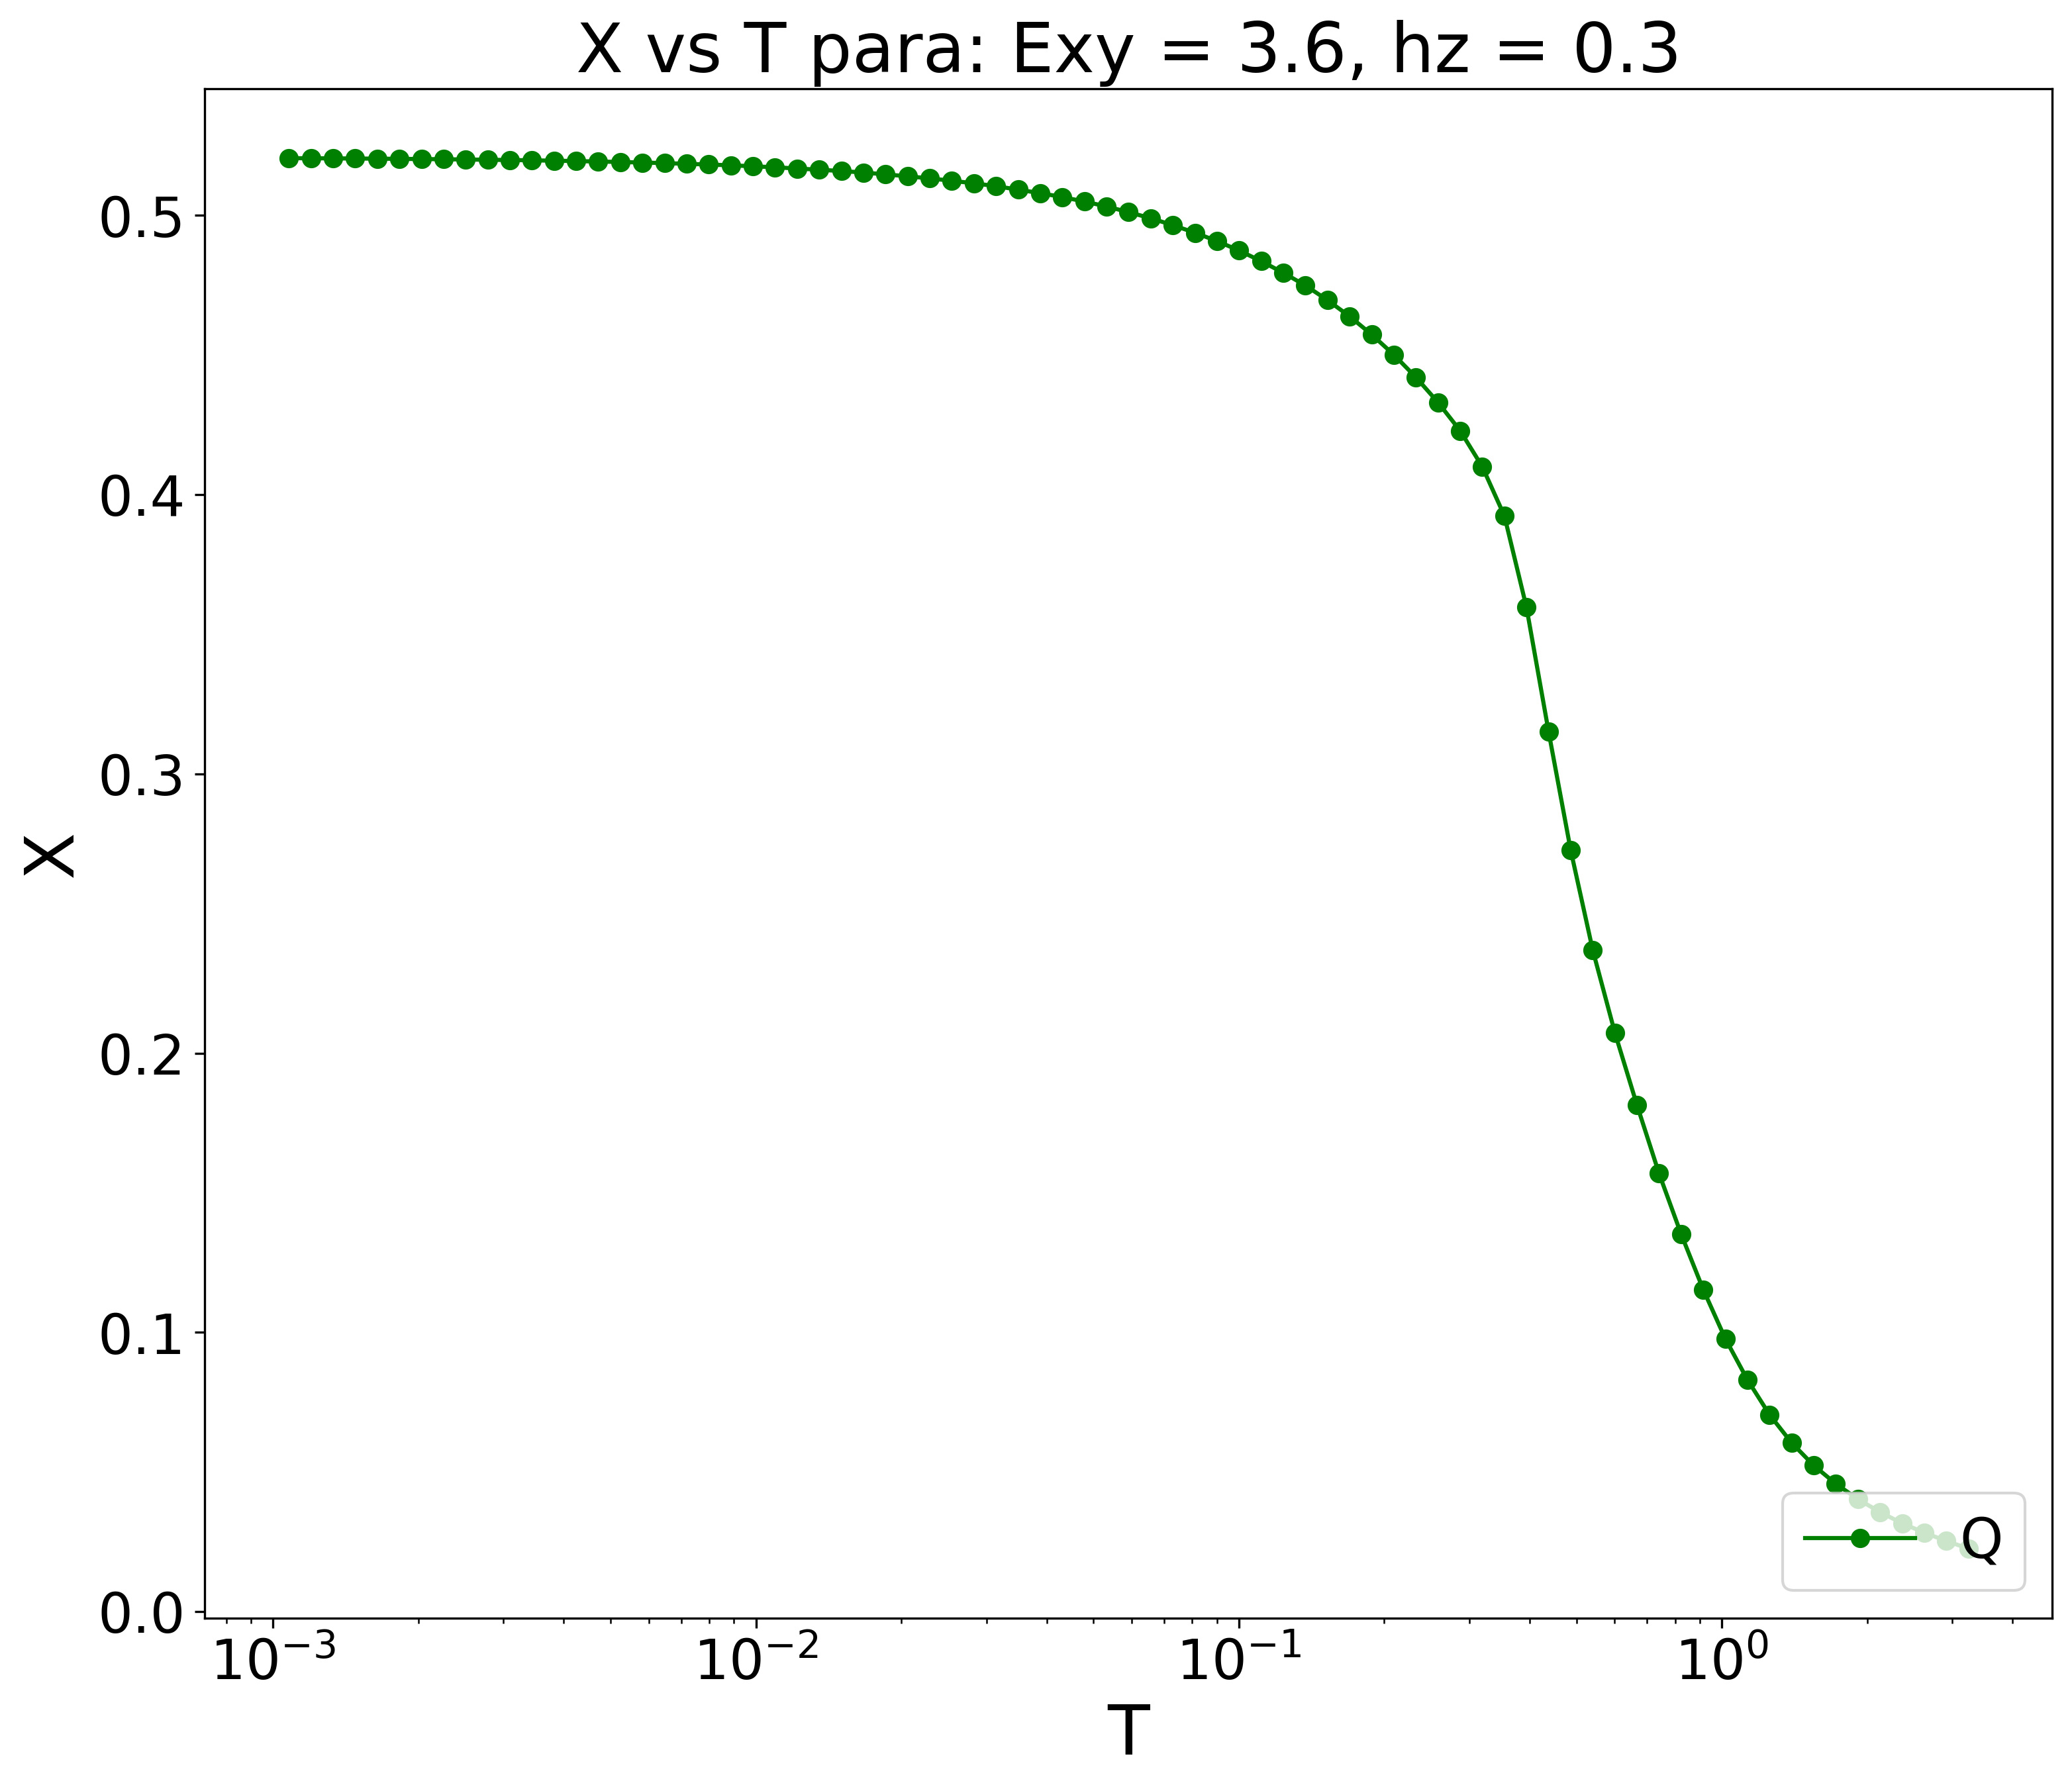 X vs T para: Exy = 3.6, hz = 0.3
X
0.5
0.4
0.3
0.2
0.1
0.0
10⁻³ 10⁻² 10⁻¹ 10⁰
T
Q